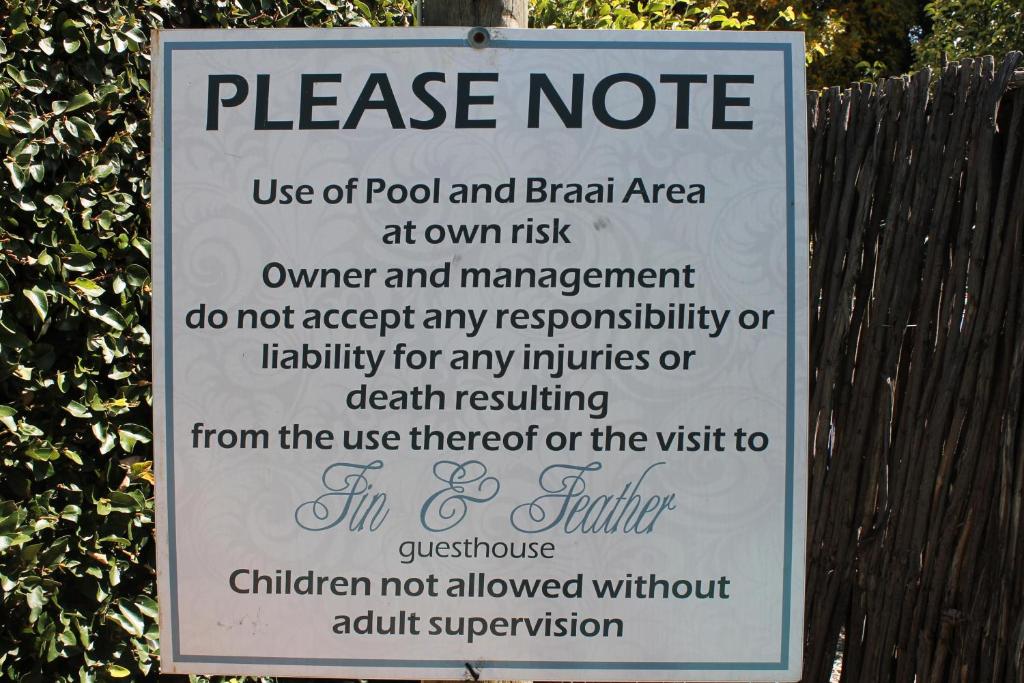 PLEASE NOTE
Use of Pool and Braai Area
at own risk
Owner and management
do not accept any responsibility or
liability for any injuries or
death resulting
from the use thereof or the visit to
Fin & Feather
guesthouse
Children not allowed without
adult supervision